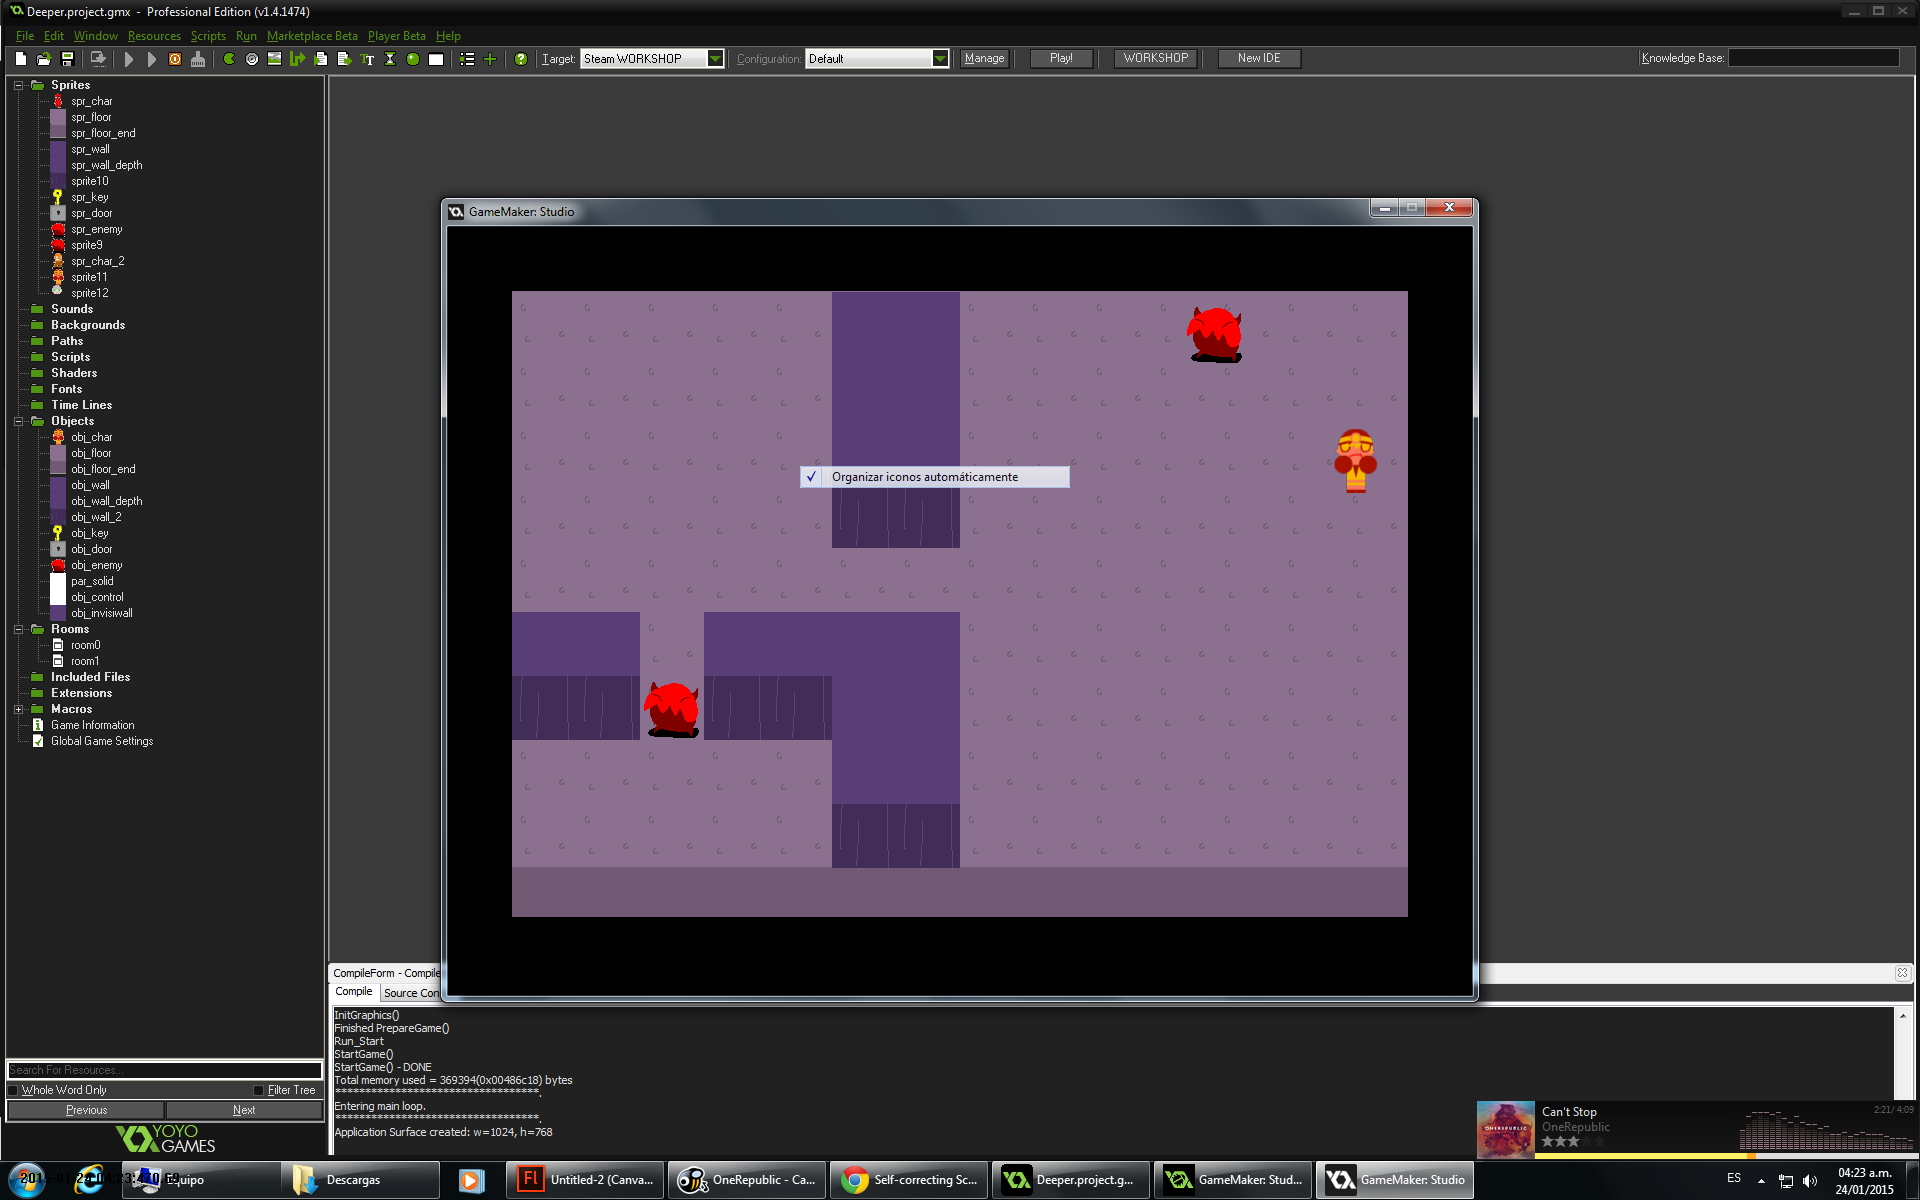 Deeper.project.gmx - Professional Edition (v1.4.1474)
File Edit Window Resources Scripts Run Marketplace Beta Player Beta Help
Target: Steam WORKSHOP Configuration: Default Manage Play! WORKSHOP New IDE Knowledge Base:
Sprites
spr_char
spr_floor
spr_floor_end
spr_wall
spr_wall_depth
sprite10
spr_key
spr_door
spr_enemy
sprite9
spr_char_2
sprite11
sprite12
Sounds
Backgrounds
Paths
Scripts
Shaders
Fonts
Time Lines
Objects
obj_char
obj_floor
obj_floor_end
obj_wall
obj_wall_depth
obj_wall_2
obj_key
obj_door
obj_enemy
par_solid
obj_control
obj_invisiwall
Rooms
room0
room1
Included Files
Extensions
Macros
Game Information
Global Game Settings
Search For Resources...
Whole Word Only Filter Tree
Previous Next
YOYO GAMES
GameMaker: Studio
Organizar iconos automáticamente
CompileForm - Compile
Compile Source Con
InitGraphics()
Finished PrepareGame()
Run_Start
StartGame()
StartGame() - DONE
Total memory used = 369394(0x00486c18) bytes
**********************************.
Entering main loop.
**********************************.
Application Surface created: w=1024, h=768
Can't Stop 2:21/ 4:09
OneRepublic
ONEREPUBLIC
Descargas
Untitled-2 (Canva...
OneRepublic - Ca...
Self-correcting Sc...
Deeper.project.g...
GameMaker: Stud...
GameMaker: Studio
ES
04:23 a.m.
24/01/2015